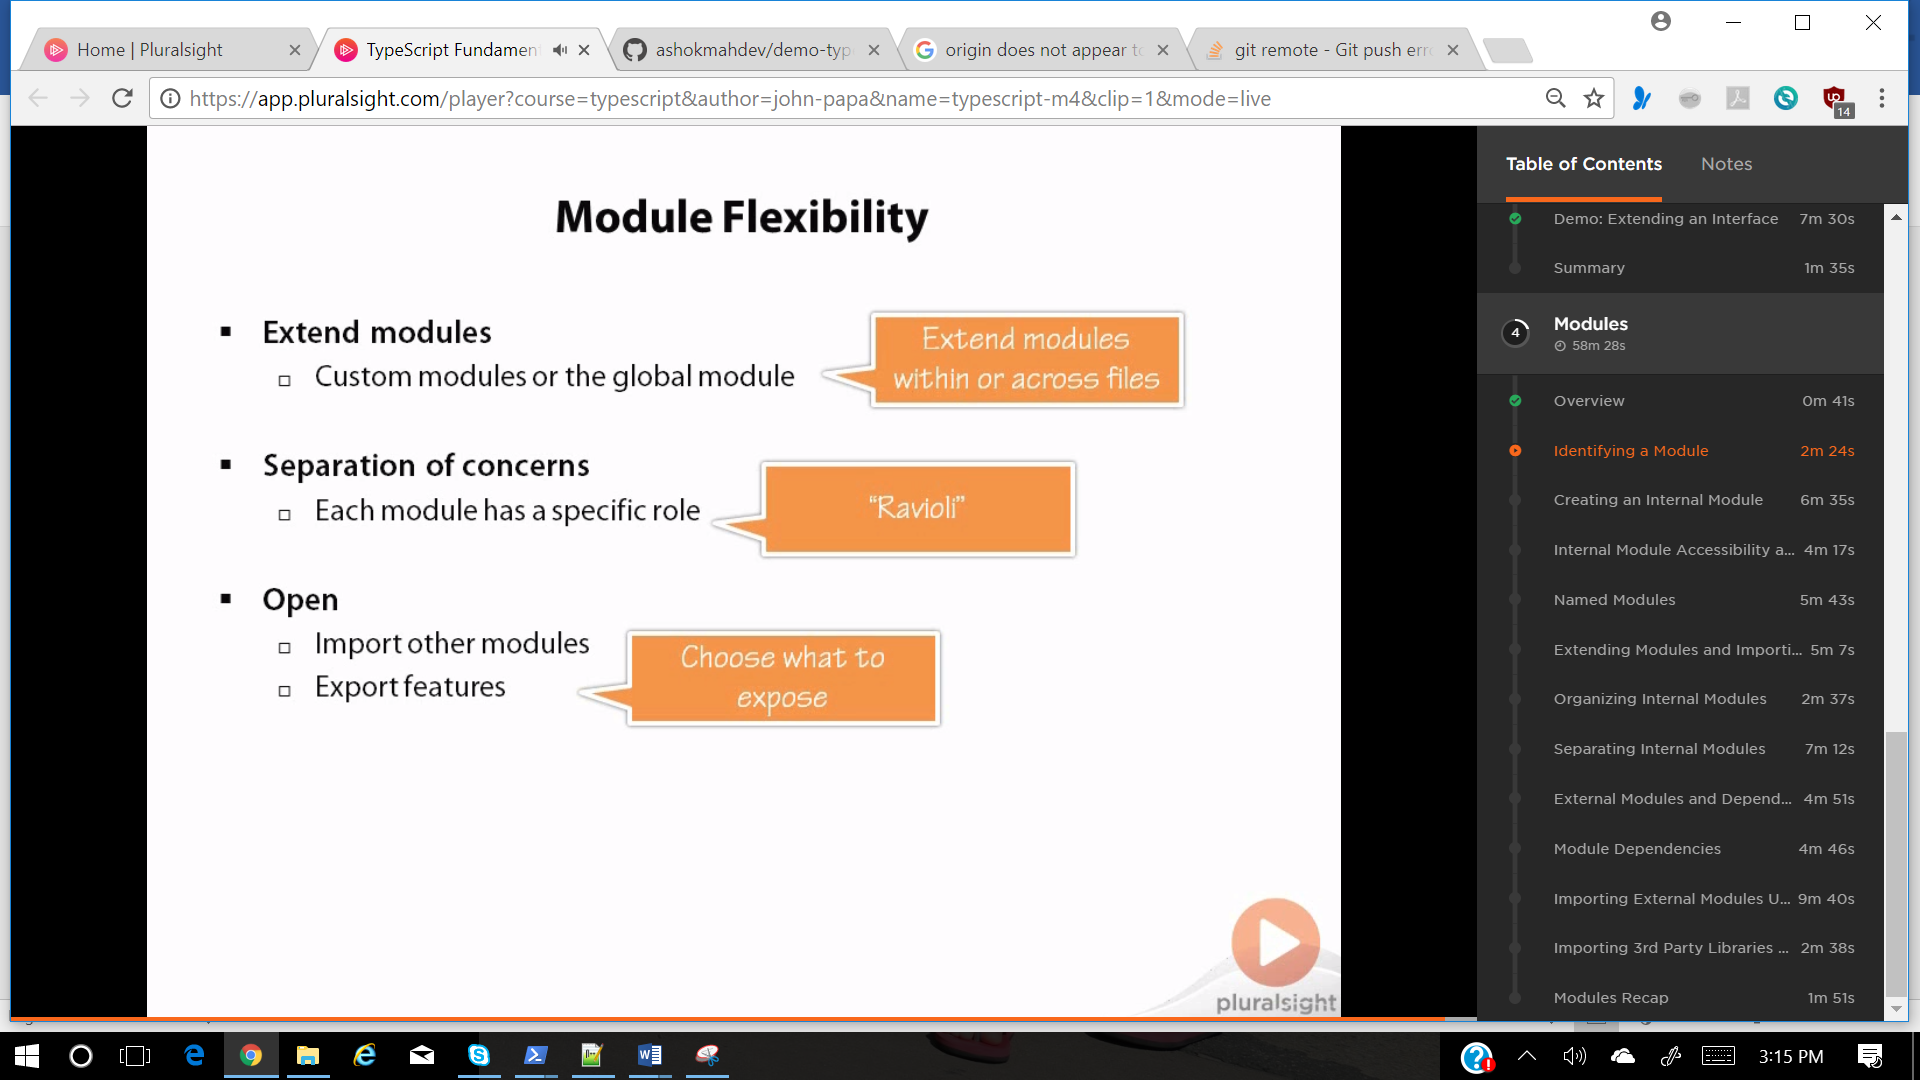 Home | Pluralsight
TypeScript Fundamen
ashokmahdev/demo-typ
origin does not appear to
git remote - Git push erro
https://app.pluralsight.com/player?course=typescript&author=john-papa&name=typescript-m4&clip=1&mode=live
14
Module Flexibility
Extend modules
Custom modules or the global module
Extend modules
within or across files
Separation of concerns
Each module has a specific role
“Ravioli”
Open
Import other modules
Export features
Choose what to
expose
pluralsight
Table of Contents
Notes
Demo: Extending an Interface 7m 30s
Summary 1m 35s
4
Modules
58m 28s
Overview 0m 41s
Identifying a Module 2m 24s
Creating an Internal Module 6m 35s
Internal Module Accessibility a... 4m 17s
Named Modules 5m 43s
Extending Modules and Importi... 5m 7s
Organizing Internal Modules 2m 37s
Separating Internal Modules 7m 12s
External Modules and Depend... 4m 51s
Module Dependencies 4m 46s
Importing External Modules U... 9m 40s
Importing 3rd Party Libraries ... 2m 38s
Modules Recap 1m 51s
3:15 PM